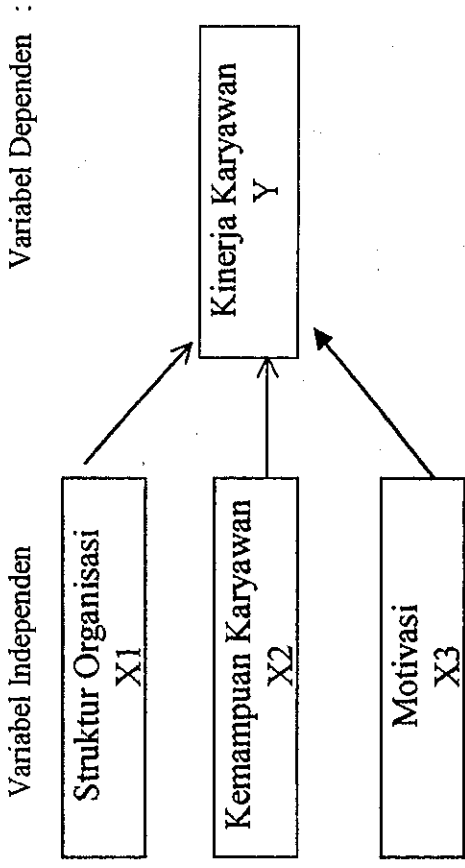 Variabel Independen
Variabel Dependen :
Struktur Organisasi
X1
Kemampuan Karyawan
X2
Motivasi
X3
Kinerja Karyawan
Y